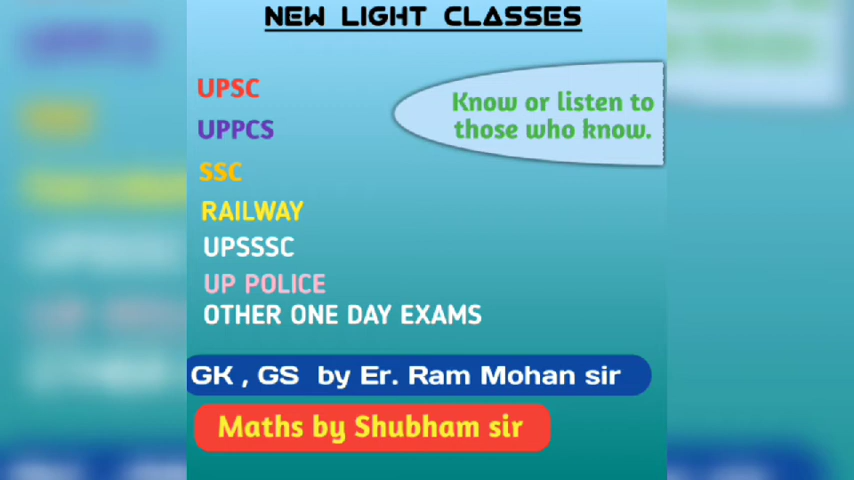 NEW LIGHT CLASSES
UPSC
UPPCS
SSC
RAILWAY
UPSSSC
UP POLICE
OTHER ONE DAY EXAMS
Know or listen to
those who know.
GK , GS by Er. Ram Mohan sir
Maths by Shubham sir